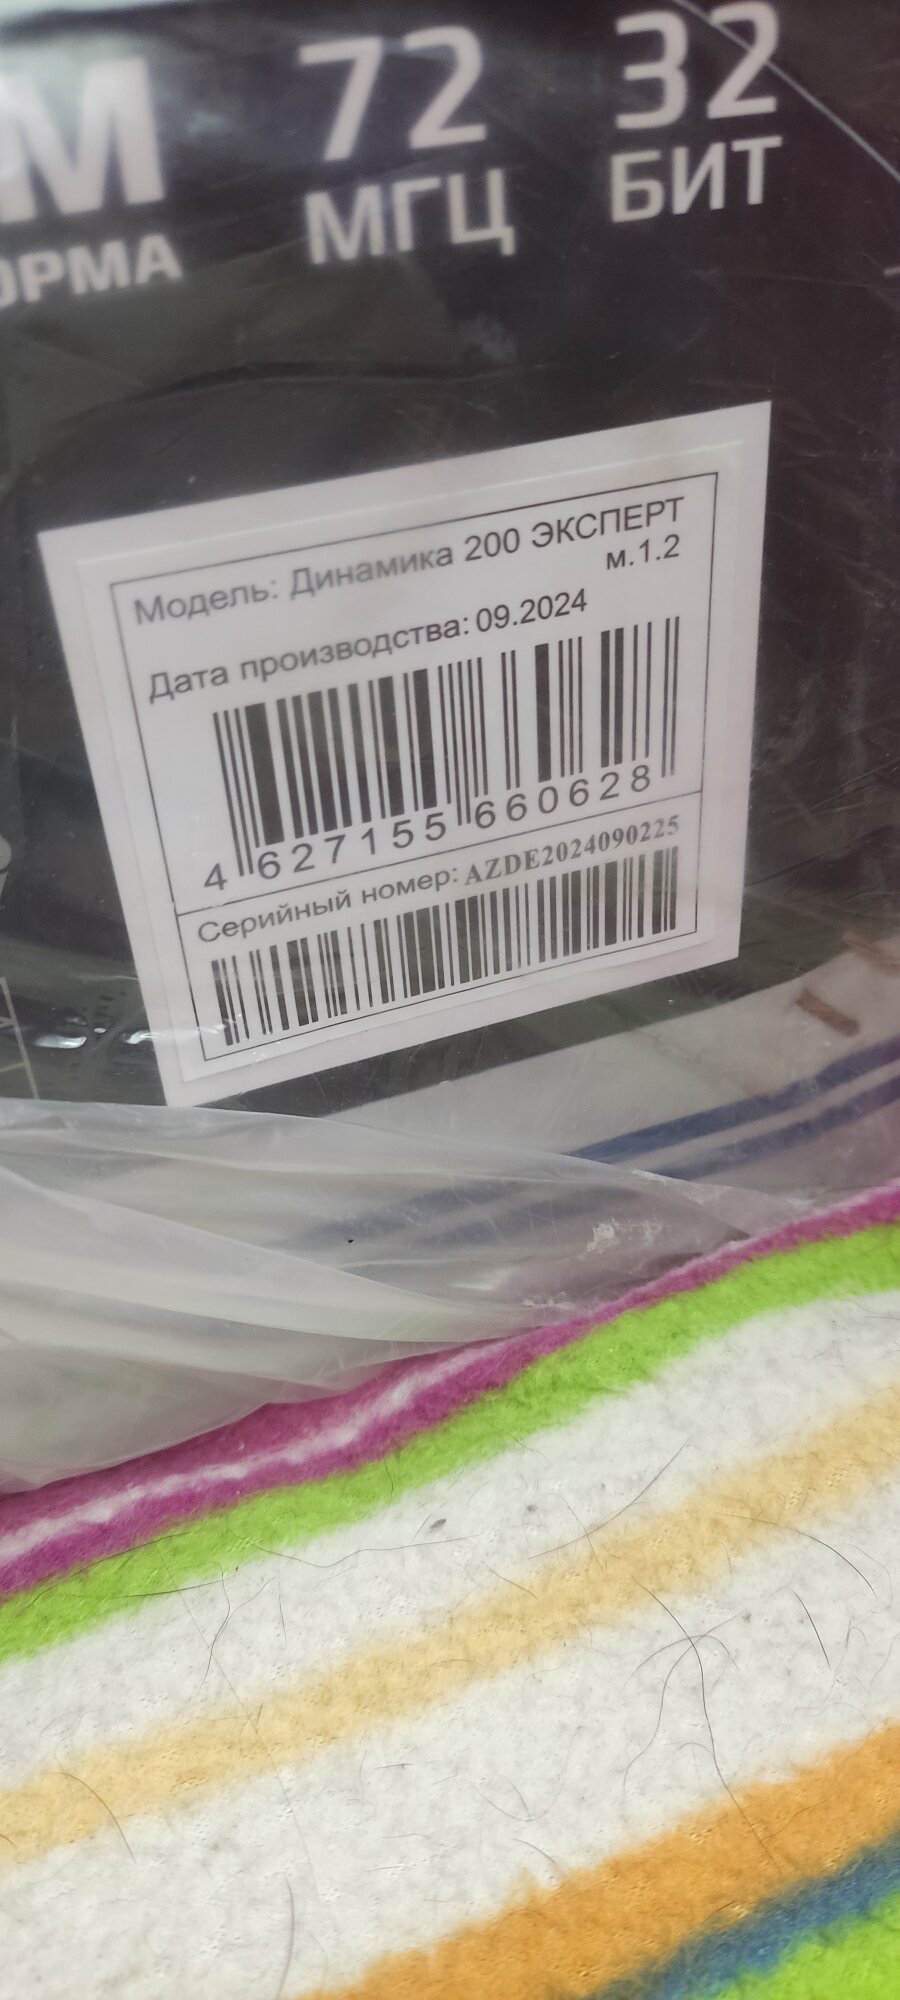 72 32
МГЦ БИТ
Модель: Динамика 200 ЭКСПЕРТ
м.1.2
Дата производства: 09.2024
4 627155 660628
Серийный номер: AZDE2024090225